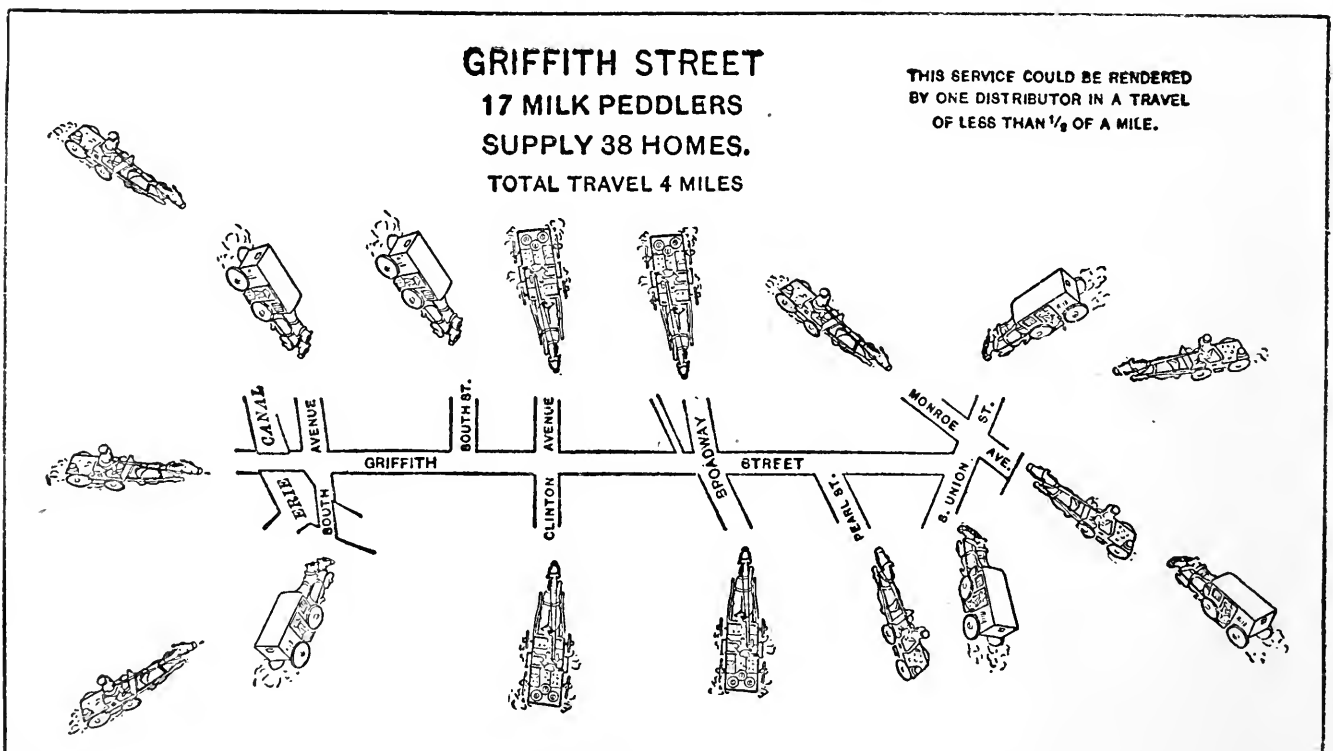 GRIFFITH STREET
17 MILK PEDDLERS
SUPPLY 38 HOMES.
TOTAL TRAVEL 4 MILES
THIS SERVICE COULD BE RENDERED
BY ONE DISTRIBUTOR IN A TRAVEL
OF LESS THAN 1/2 OF A MILE.
CANAL
AVENUE
SOUTH ST.
AVENUE
BROADWAY
MONROE
ST.
GRIFFITH
STREET
AVE.
ERIE
SOUTH
CLINTON
PEARL ST.
S. UNION